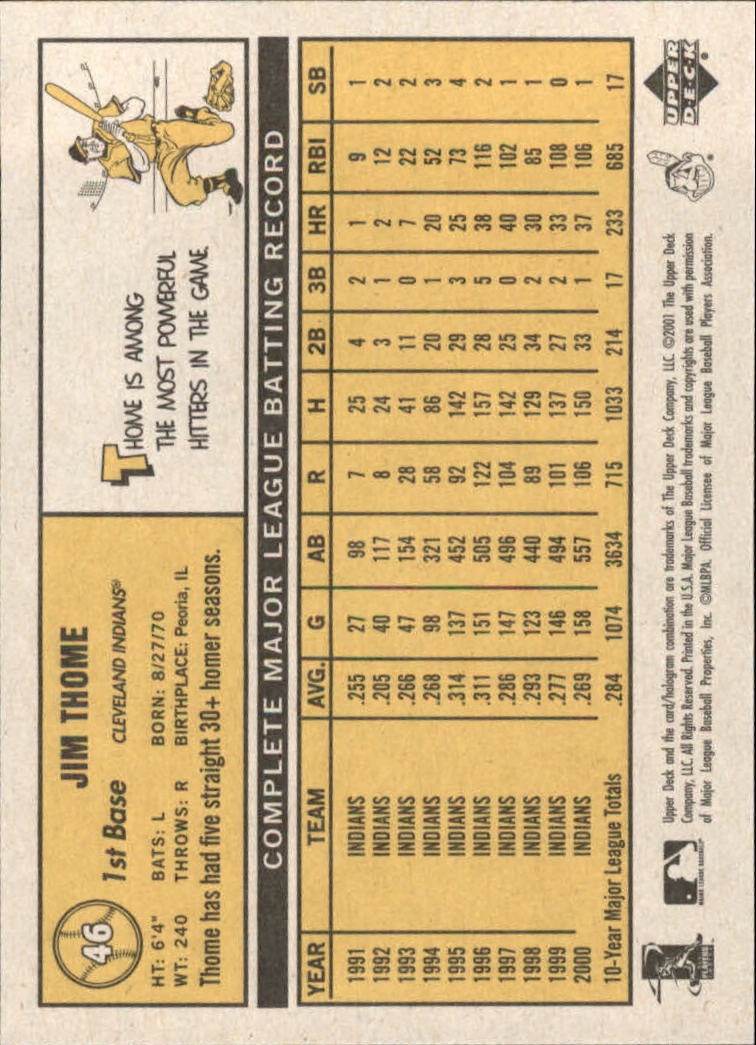 46
JIM THOME
1st Base CLEVELAND INDIANS®
HT: 6'4" BATS: L BORN: 8/27/70
WT: 240 THROWS: R BIRTHPLACE: Peoria, IL
Thome has had five straight 30+ homer seasons.
THOME IS AMONG
THE MOST POWERFUL
HITTERS IN THE GAME.
COMPLETE MAJOR LEAGUE BATTING RECORD
YEAR TEAM AVG. G AB R H 2B 3B HR RBI SB
1991 INDIANS .255 27 98 7 25 4 2 1 9 1
1992 INDIANS .205 40 117 8 24 3 1 2 12 2
1993 INDIANS .266 47 154 28 41 11 0 7 22 2
1994 INDIANS .268 98 321 58 86 20 1 20 52 3
1995 INDIANS .314 137 452 92 142 29 3 25 73 4
1996 INDIANS .311 151 505 122 157 28 5 38 116 2
1997 INDIANS .286 147 496 104 142 25 0 40 102 1
1998 INDIANS .293 123 440 89 129 34 2 30 85 1
1999 INDIANS .277 146 494 101 137 27 2 33 108 0
2000 INDIANS .269 158 557 106 150 33 1 37 106 1
10-Year Major League Totals .284 1074 3634 715 1033 214 17 233 685 17
MAJOR LEAGUE BASEBALL
Upper Deck and the card/hologram combination are trademarks of The Upper Deck Company, LLC. ©2001 The Upper Deck
Company, LLC. All Rights Reserved. Printed in the U.S.A. Major League Baseball trademarks and copyrights are used with permission
of Major League Baseball Properties, Inc. ©MLBPA. Official Licensee of Major League Baseball Players Association.
UPPER
DECK